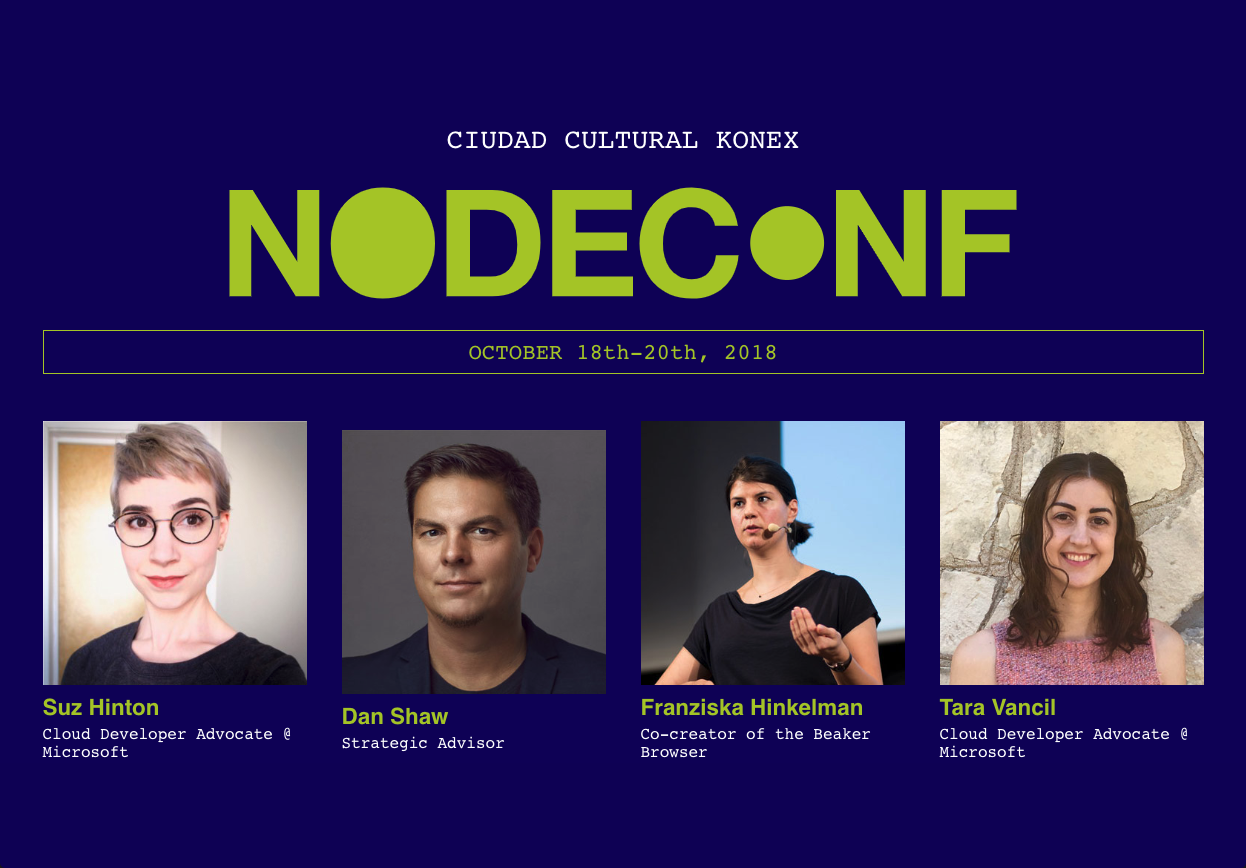 CIUDAD CULTURAL KONEX
NODECONF
OCTOBER 18th-20th, 2018
Suz Hinton
Cloud Developer Advocate @
Microsoft
Dan Shaw
Strategic Advisor
Franziska Hinkelman
Co-creator of the Beaker
Browser
Tara Vancil
Cloud Developer Advocate @
Microsoft